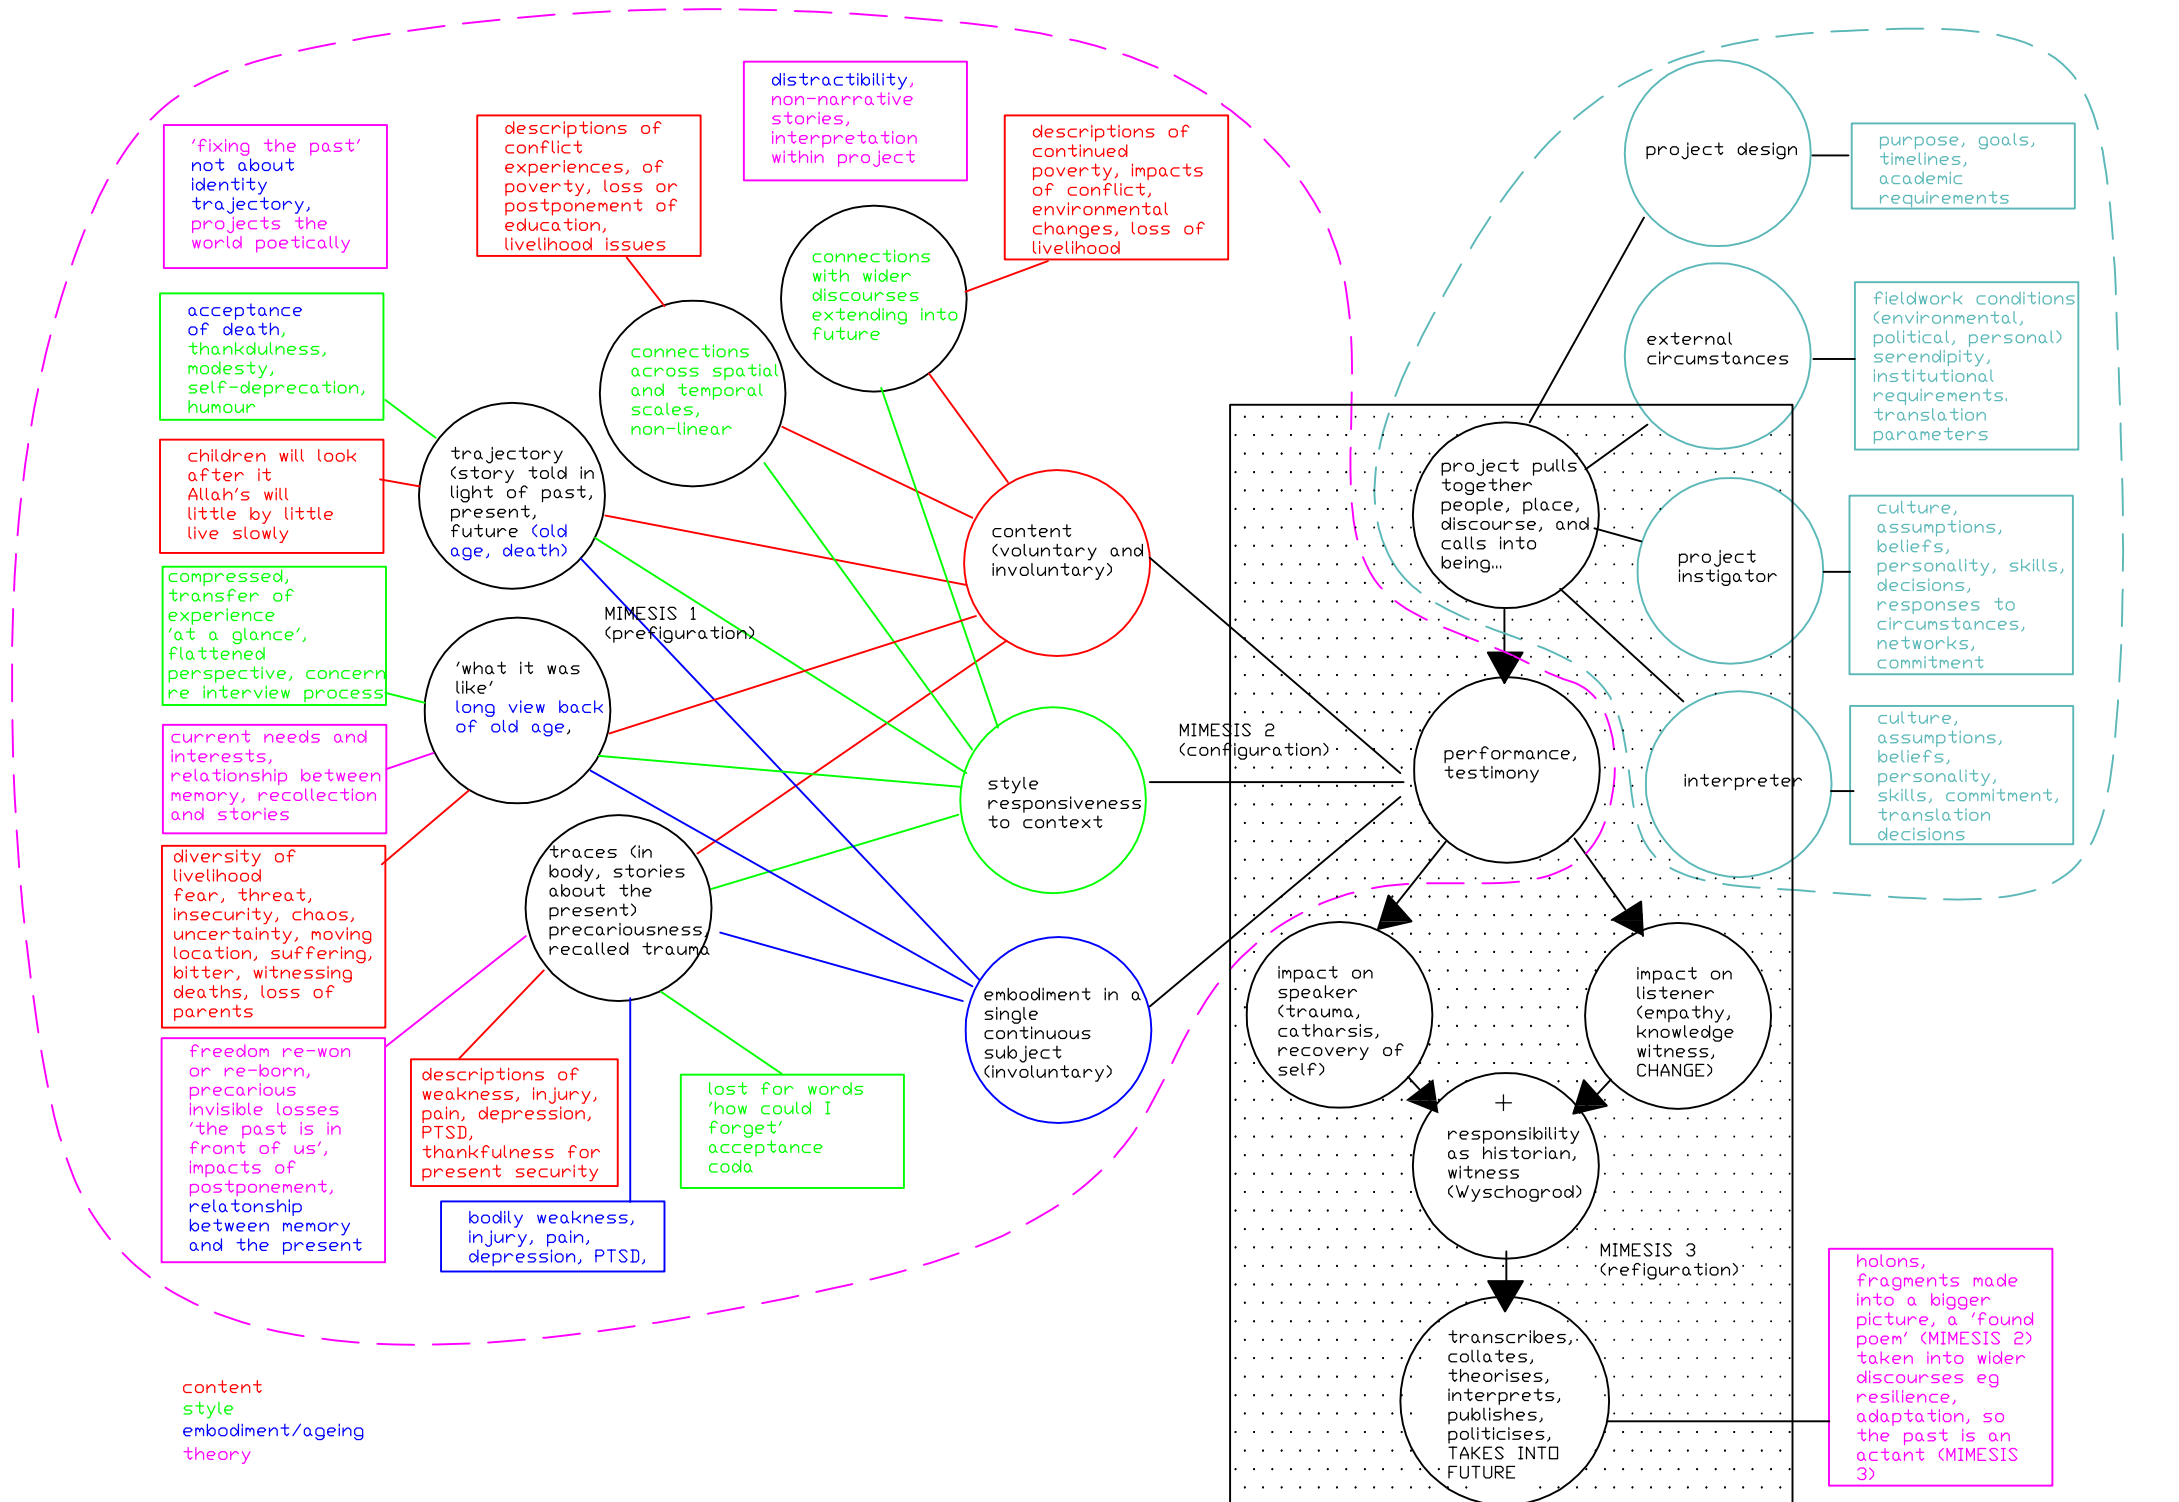 'fixing the past'
not about
identity
trajectory,
projects the
world poetically
acceptance
of death,
thankdulness,
modesty,
self-deprecation,
humour
children will look
after it
Allah's will
little by little
live slowly
compressed,
transfer of
experience
'at a glance',
flattened
perspective, concern
re interview process
current needs and
interests,
relationship between
memory, recollection
and stories
diversity of
livelihood
fear, threat,
insecurity, chaos,
uncertainty, moving
location, suffering,
bitter, witnessing
deaths, loss of
parents
freedom re-won
or re-born,
precarious
invisible losses
'the past is in
front of us',
impacts of
postponement,
relatonship
between memory
and the present
descriptions of
conflict
experiences, of
poverty, loss or
postponement of
education,
livelihood issues
distractibility,
non-narrative
stories,
interpretation
within project
descriptions of
continued
poverty, impacts
of conflict,
environmental
changes, loss of
livelihood
connections
with wider
discourses
extending into
future
connections
across spatial
and temporal
scales,
non-linear
trajectory
(story told in
light of past,
present,
future (old
age, death)
MIMESIS 1
(prefiguration)
'what it was
like'
long view back
of old age,
traces (in
body, stories
about the
present)
precariousness,
recalled trauma
descriptions of
weakness, injury,
pain, depression,
PTSD,
thankfulness for
present security
lost for words
'how could I
forget'
acceptance
coda
bodily weakness,
injury, pain,
depression, PTSD,
content
(voluntary and
involuntary)
style
responsiveness
to context
embodiment in a
single
continuous
subject
(involuntary)
MIMESIS 2
(configuration)
project design
purpose, goals,
timelines,
academic
requirements
external
circumstances
fieldwork conditions
(environmental,
political, personal)
serendipity,
institutional
requirements.
translation
parameters
project pulls
together
people, place,
discourse, and
calls into
being...
project
instigator
culture,
assumptions,
beliefs,
personality, skills,
decisions,
responses to
circumstances,
networks,
commitment
performance,
testimony
interpreter
culture,
assumptions,
beliefs,
personality,
skills, commitment,
translation
decisions
impact on
speaker
(trauma,
catharsis,
recovery of
self)
impact on
listener
(empathy,
knowledge
witness,
CHANGE)
+
responsibility
as historian,
witness
(Wyschogrod)
MIMESIS 3
(refiguration)
transcribes,
collates,
theorises,
interprets,
publishes,
politicises,
TAKES INTO
FUTURE
holons,
fragments made
into a bigger
picture, a 'found
poem' (MIMESIS 2)
taken into wider
discourses eg
resilience,
adaptation, so
the past is an
actant (MIMESIS
3)
content
style
embodiment/ageing
theory